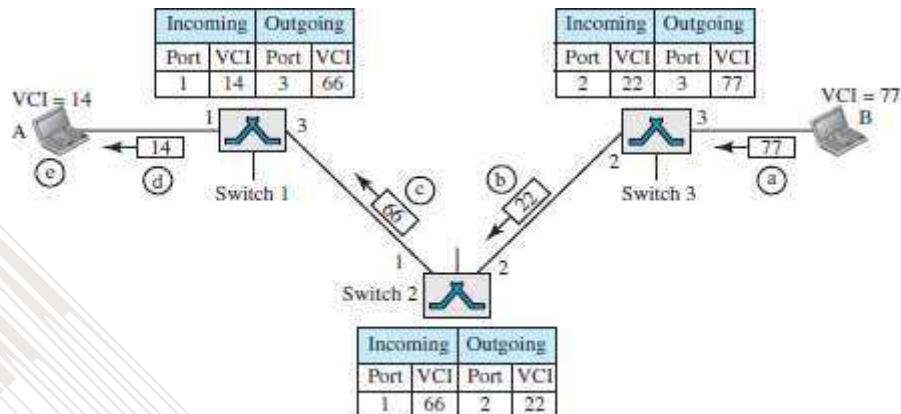 Incoming Outgoing
Port VCI Port VCI
1 14 3 66
Incoming Outgoing
Port VCI Port VCI
2 22 3 77
VCI = 14
A
1
3
14
e
d
Switch 1
c
66
b
22
2
3
Switch 3
77
a
VCI = 77
B
1
2
Switch 2
Incoming Outgoing
Port VCI Port VCI
1 66 2 22